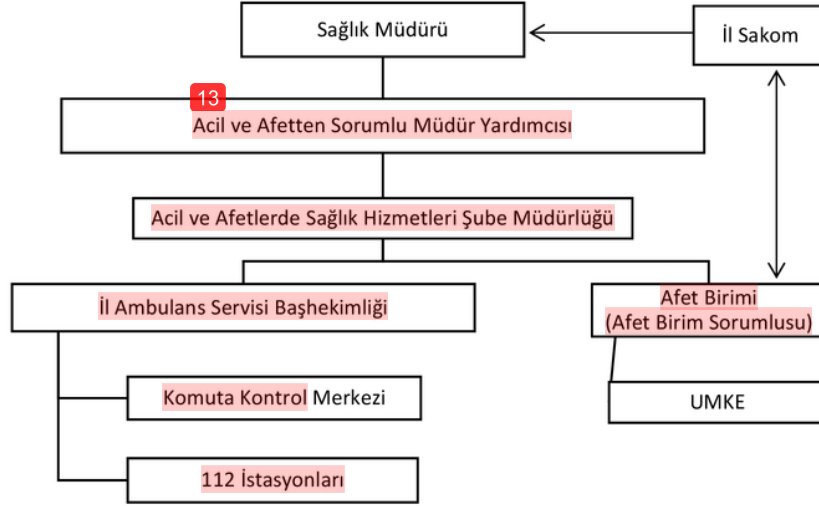 Sağlık Müdürü
İl Sakom
13
Acil ve Afetten Sorumlu Müdür Yardımcısı
Acil ve Afetlerde Sağlık Hizmetleri Şube Müdürlüğü
İl Ambulans Servisi Başhekimliği
Afet Birimi
(Afet Birim Sorumlusu)
Komuta Kontrol Merkezi
UMKE
112 İstasyonları